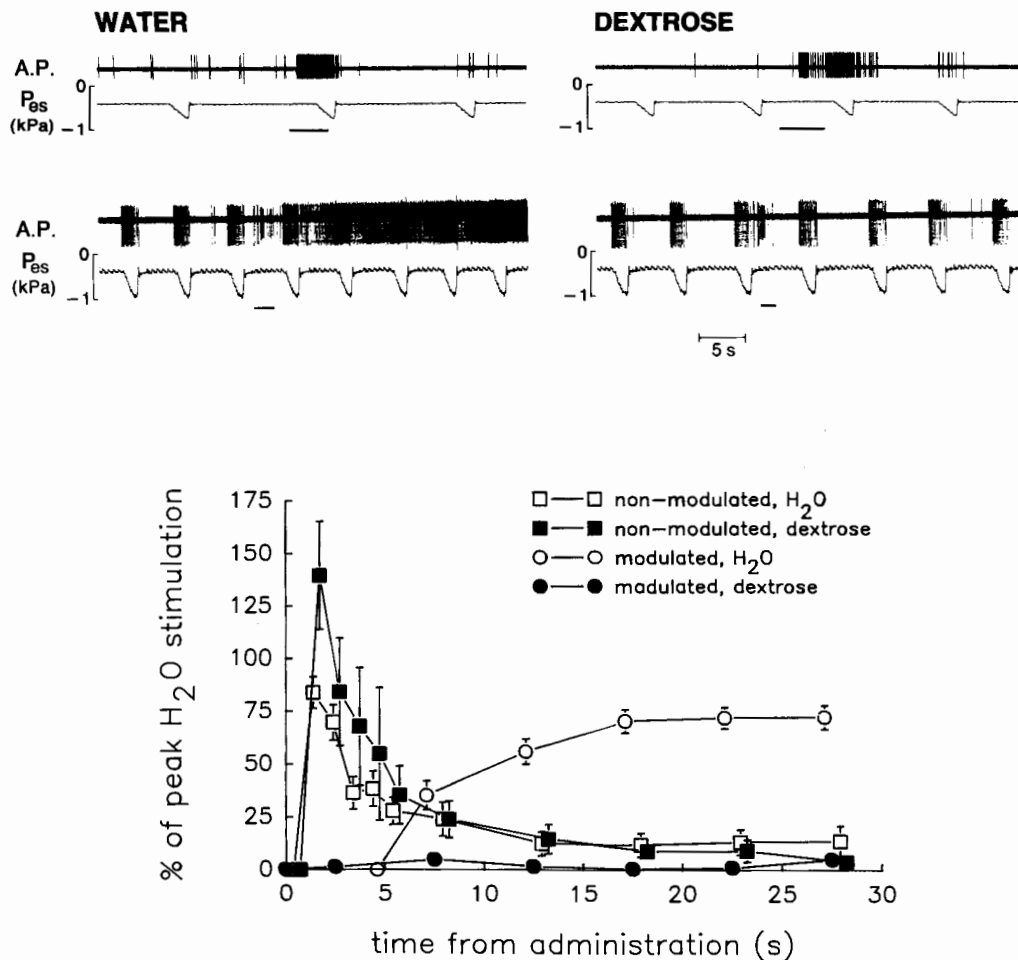 WATER
DEXTROSE
A.P.
0
Pes
(kPa)
-1
0
-1
A.P.
0
Pes
(kPa)
-1
0
-1
5 s
175
150
125
100
75
50
25
0
% of peak H2O stimulation
non-modulated, H2O
non-modulated, dextrose
modulated, H2O
madulated, dextrose
0 5 10 15 20 25 30
time from administration (s)